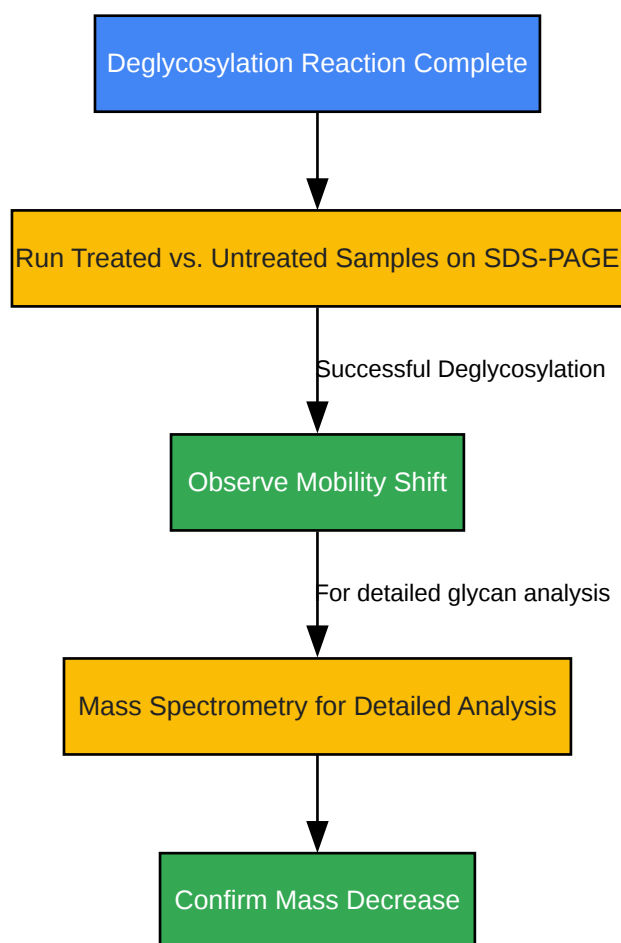 Deglycosylation Reaction Complete
Run Treated vs. Untreated Samples on SDS-PAGE
Successful Deglycosylation
Observe Mobility Shift
For detailed glycan analysis
Mass Spectrometry for Detailed Analysis
Confirm Mass Decrease